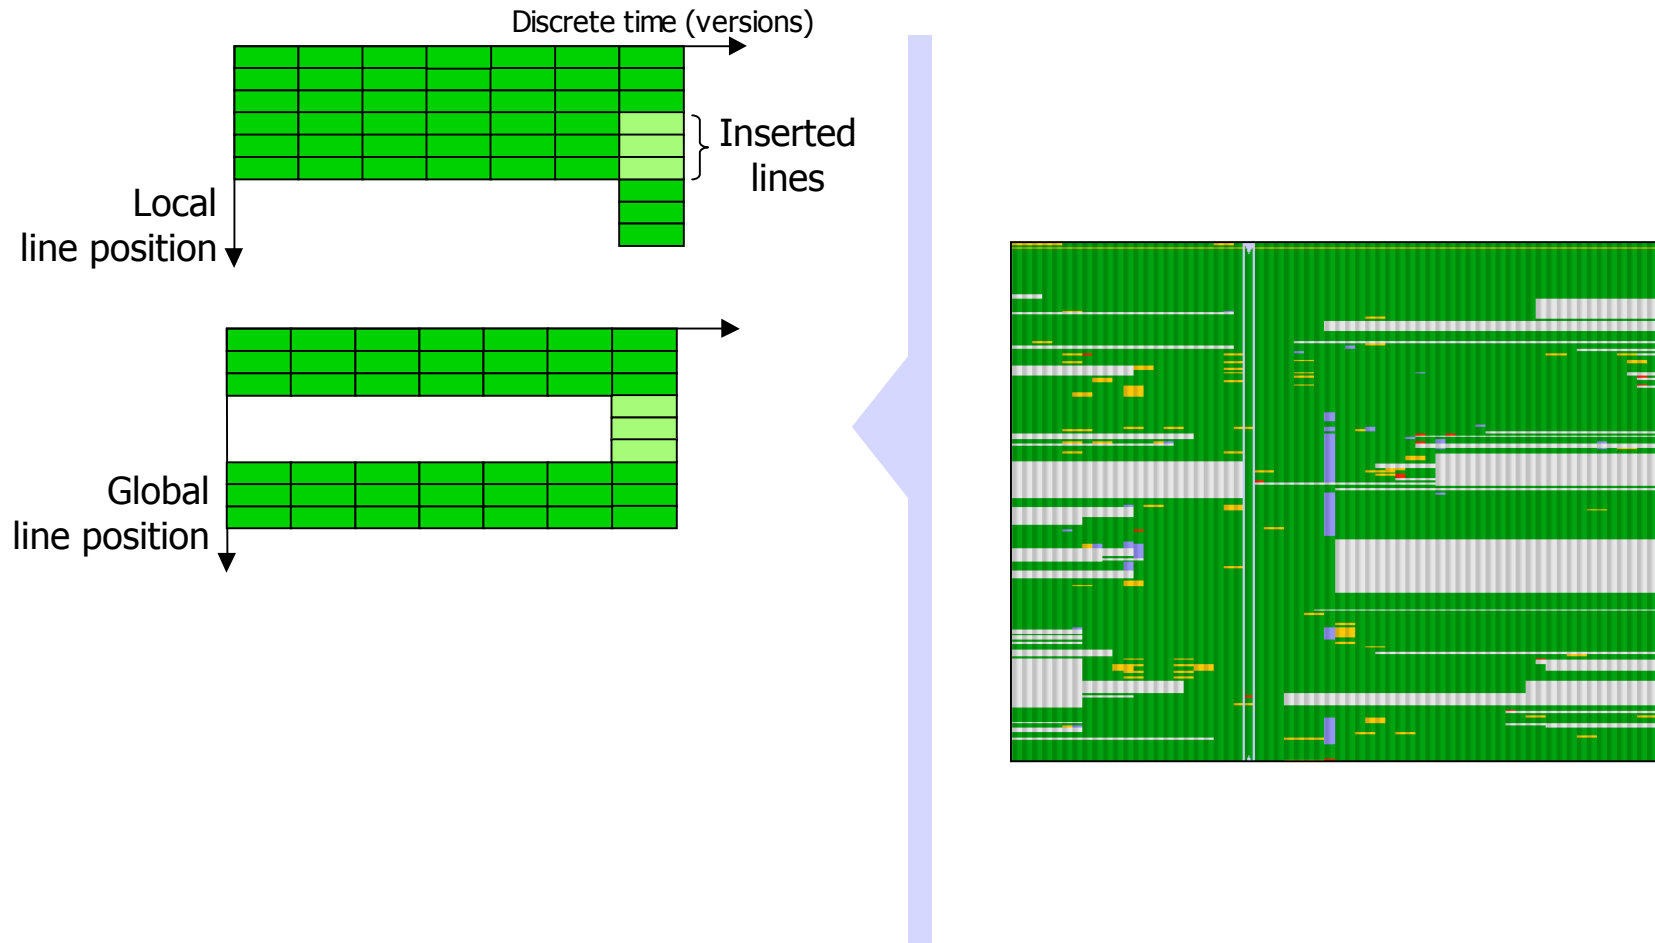 Discrete time (versions)
Inserted
lines
Local
line position
Global
line position